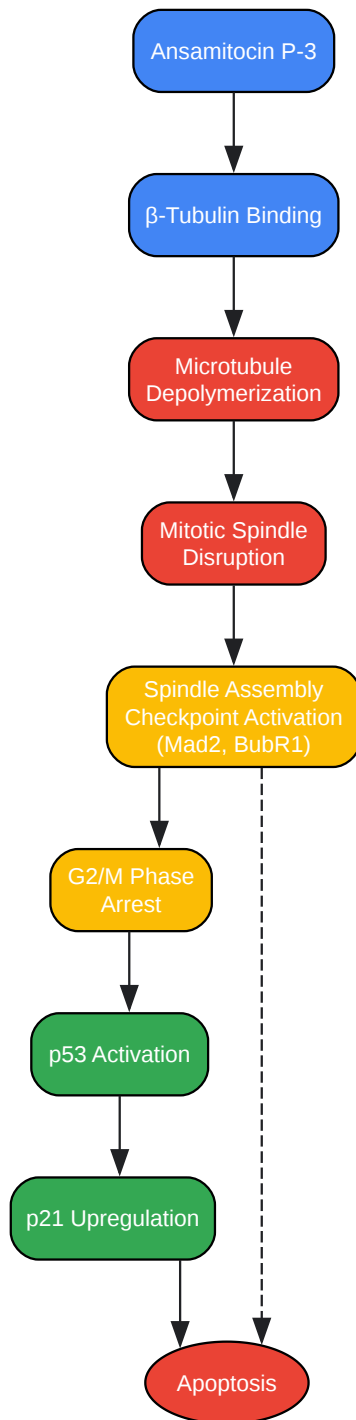 Ansamitocin P-3
β-Tubulin Binding
Microtubule
Depolymerization
Mitotic Spindle
Disruption
Spindle Assembly
Checkpoint Activation
(Mad2, BubR1)
G2/M Phase
Arrest
p53 Activation
p21 Upregulation
Apoptosis